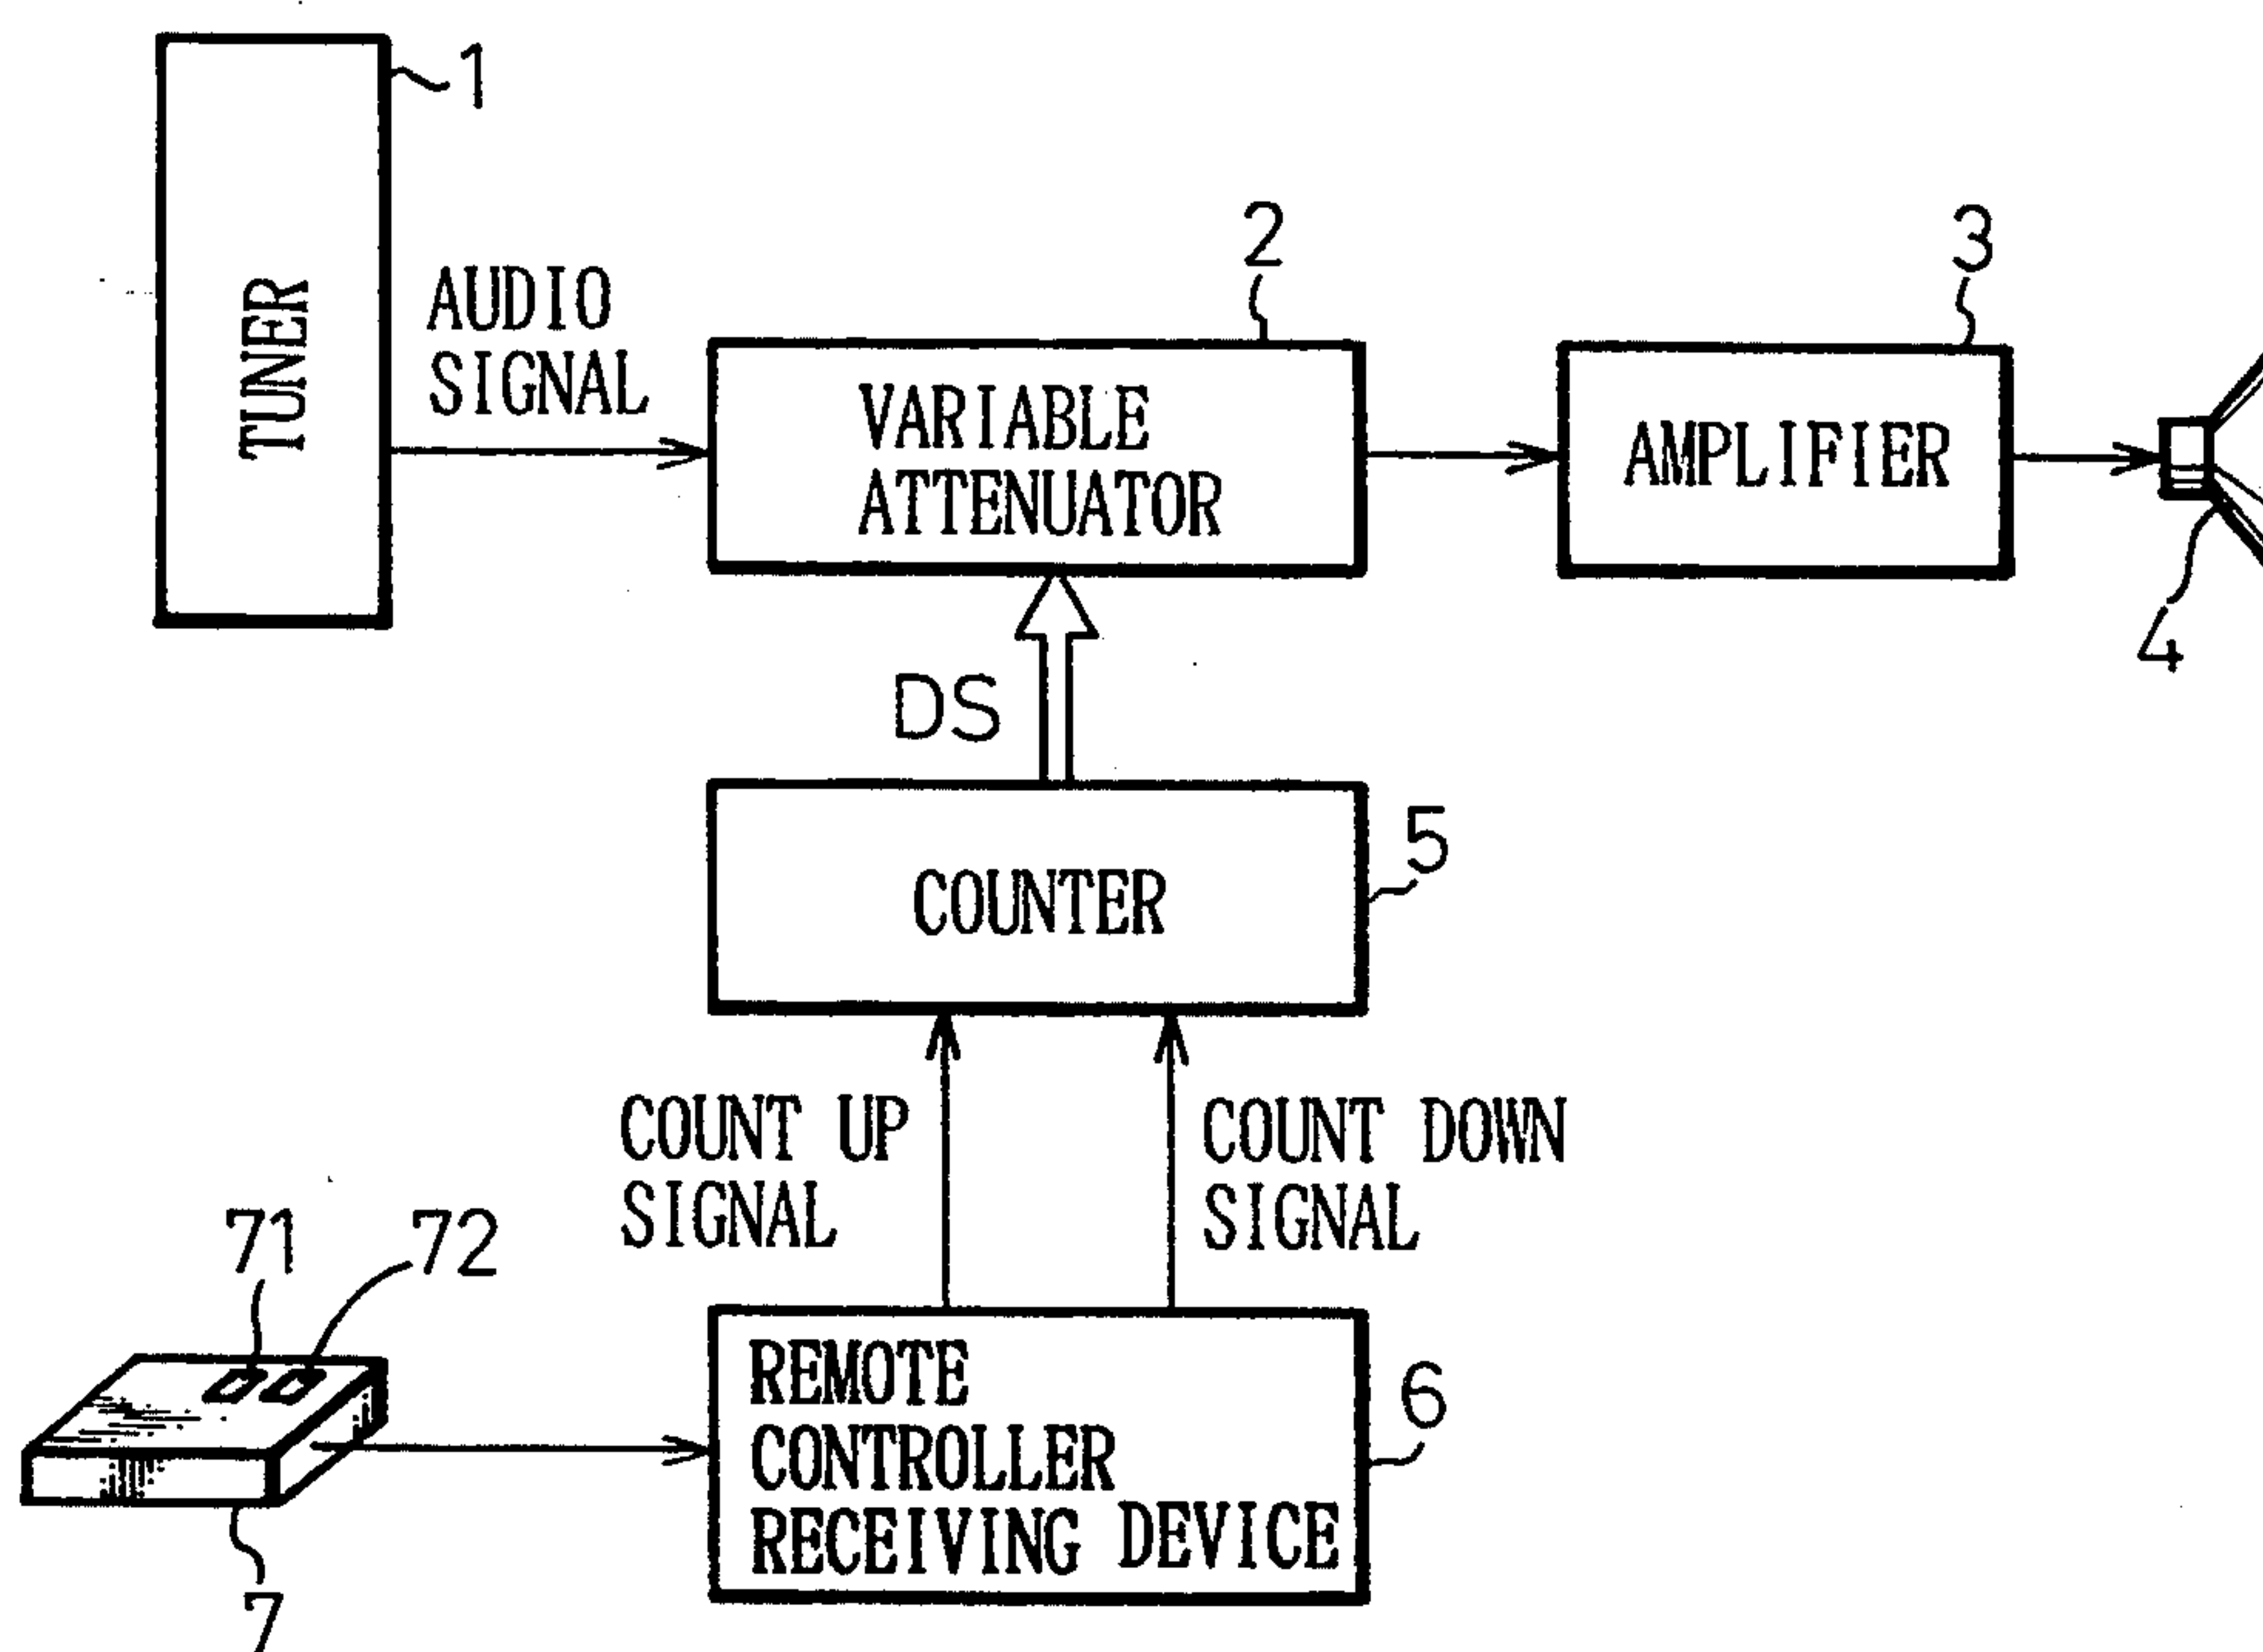 1
TUNER
AUDIO
SIGNAL
2
VARIABLE
ATTENUATOR
3
AMPLIFIER
4
DS
5
COUNTER
COUNT UP
SIGNAL
COUNT DOWN
SIGNAL
71
72
7
6
REMOTE
CONTROLLER
RECEIVING DEVICE